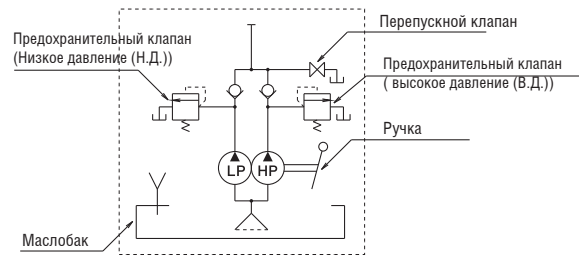 Перепускной клапан
Предохранительный клапан
(Низкое давление (Н.Д.))
Предохранительный клапан
( высокое давление (В.Д.))
Ручка
LP HP
Маслобак